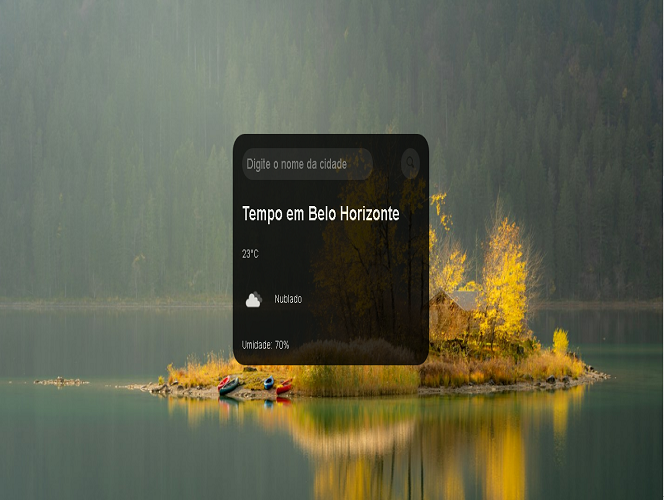 Digite o nome da cidade
Tempo em Belo Horizonte
23°C
Nublado
Umidade: 70%